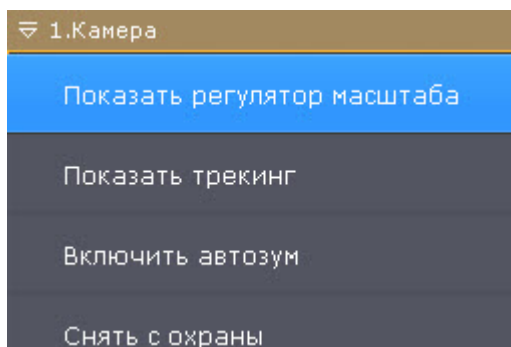 1.Камера
Показать регулятор масштаба
Показать трекинг
Включить автозум
Снять с охраны